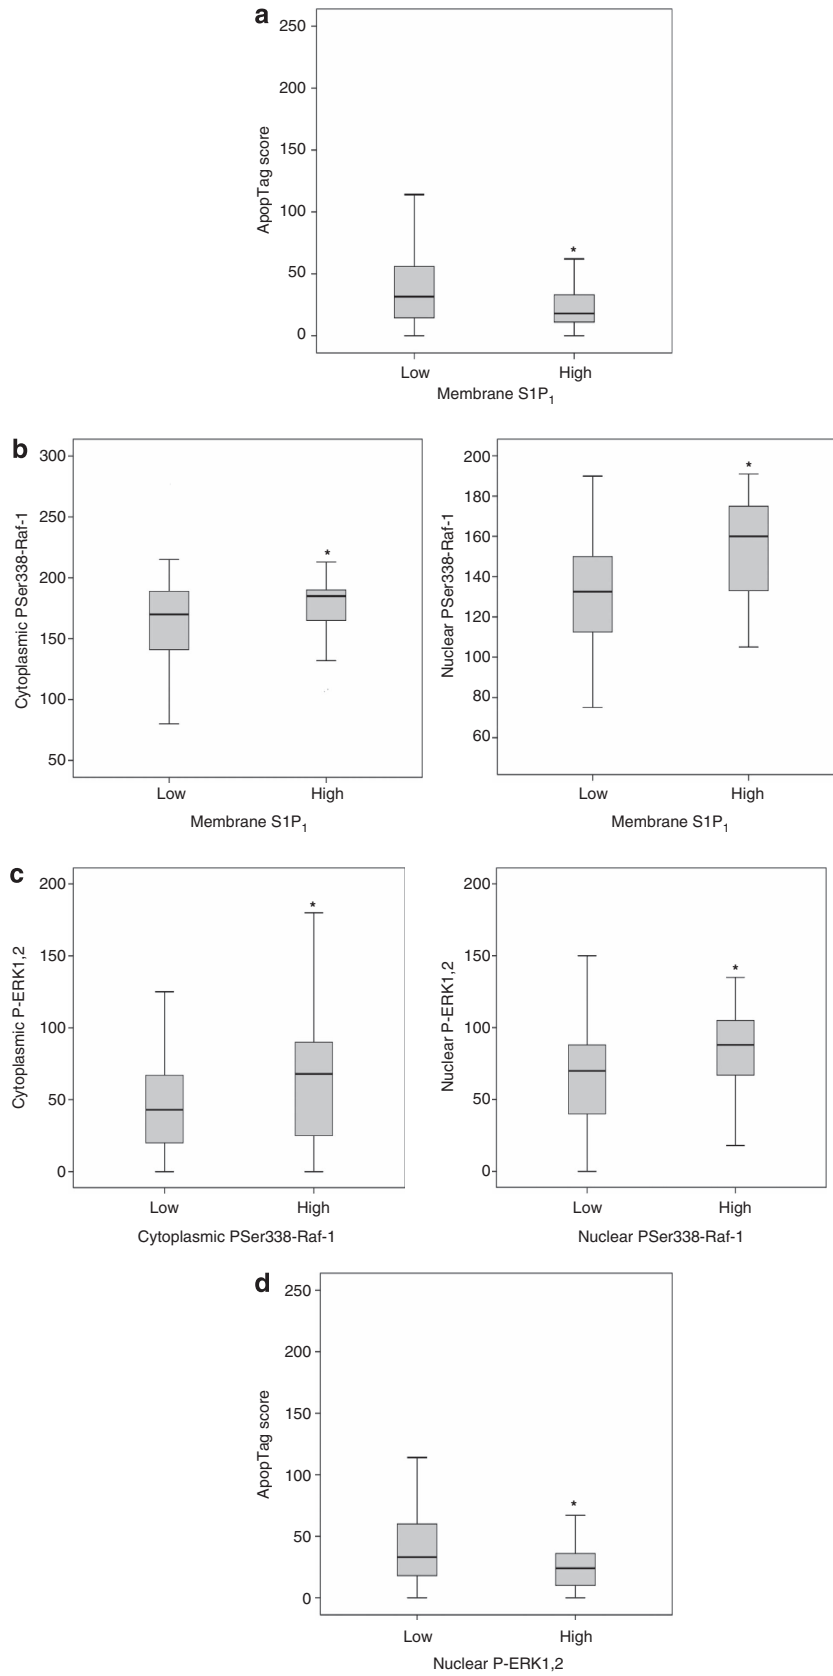 a
250
200
150
100
50
0
ApopTag score
*
Low High
Membrane S1P1
b
300
250
200
150
100
50
Cytoplasmic PSer338-Raf-1
*
Low High
Membrane S1P1
200
180
160
140
120
100
80
60
Nuclear PSer338-Raf-1
*
Low High
Membrane S1P1
c
200
150
100
50
0
Cytoplasmic P-ERK1,2
*
Low High
Cytoplasmic PSer338-Raf-1
200
150
100
50
0
Nuclear P-ERK1,2
*
Low High
Nuclear PSer338-Raf-1
d
250
200
150
100
50
0
ApopTag score
*
Low High
Nuclear P-ERK1,2